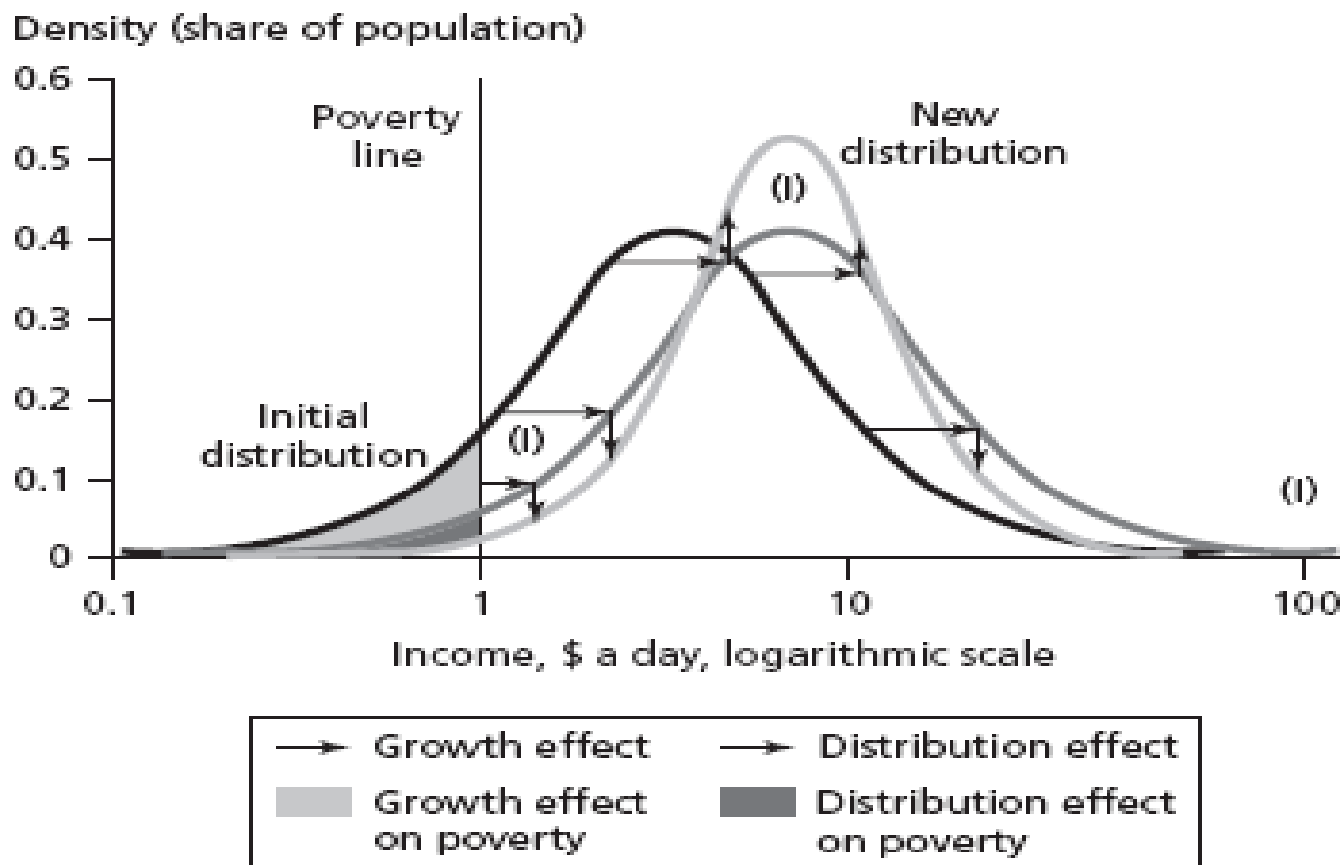 Density (share of population)
0.6
Poverty
line
New
distribution
0.5
(I)
0.4
0.3
0.2
Initial
distribution
(I)
0.1
(I)
0
0.1
1
10
100
Income, $ a day, logarithmic scale
Growth effect
Distribution effect
Growth effect
on poverty
Distribution effect
on poverty